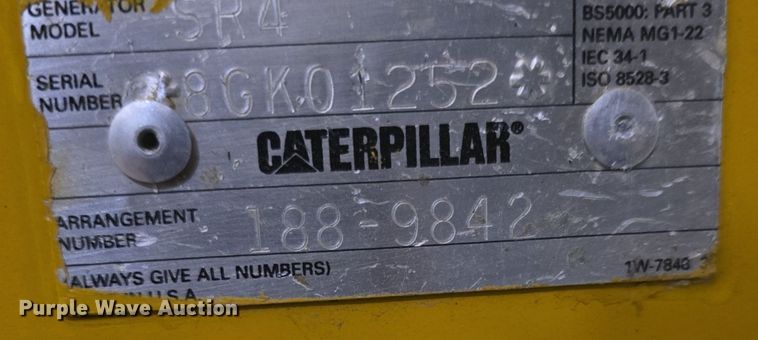 GENERATOR
MODEL SR4
BS5000: PART 3
NEMA MG1-22
IEC 34-1
ISO 8528-3
SERIAL
NUMBER 8GK01252*
CATERPILLAR®
ARRANGEMENT
NUMBER 188-9842
(ALWAYS GIVE ALL NUMBERS)
U.S.A.
1W-7843 3
Purple Wave Auction